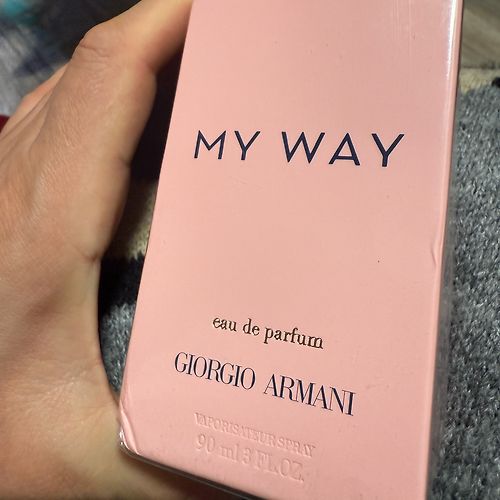 MY WAY
eau de parfum
GIORGIO ARMANI
VAPORISATEUR SPRAY
90 ml 3 FL.OZ.